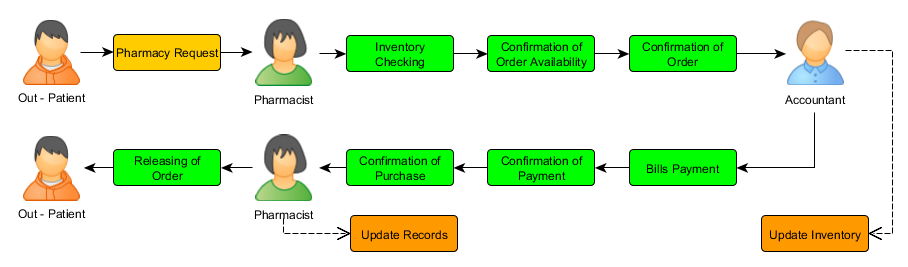 Pharmacy Request
Inventory
Checking
Confirmation of
Order Availability
Confirmation of
Order
Out - Patient
Pharmacist
Accountant
Releasing of
Order
Confirmation of
Purchase
Confirmation of
Payment
Bills Payment
Out - Patient
Pharmacist
Update Records
Update Inventory